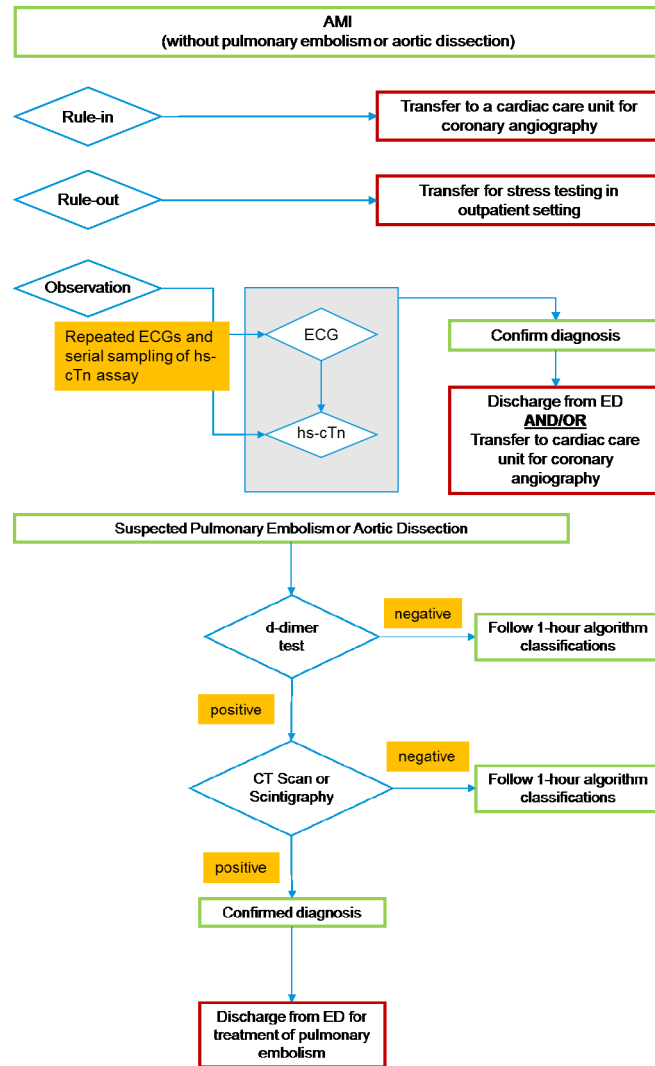 AMI
(without pulmonary embolism or aortic dissection)
Rule-in
Transfer to a cardiac care unit for
coronary angiography
Rule-out
Transfer for stress testing in
outpatient setting
Observation
Repeated ECGs and
serial sampling of hs-
cTn assay
ECG
hs-cTn
Confirm diagnosis
Discharge from ED
AND/OR
Transfer to cardiac care
unit for coronary
angiography
Suspected Pulmonary Embolism or Aortic Dissection
d-dimer
test
negative
Follow 1-hour algorithm
classifications
positive
CT Scan or
Scintigraphy
negative
Follow 1-hour algorithm
classifications
positive
Confirmed diagnosis
Discharge from ED for
treatment of pulmonary
embolism